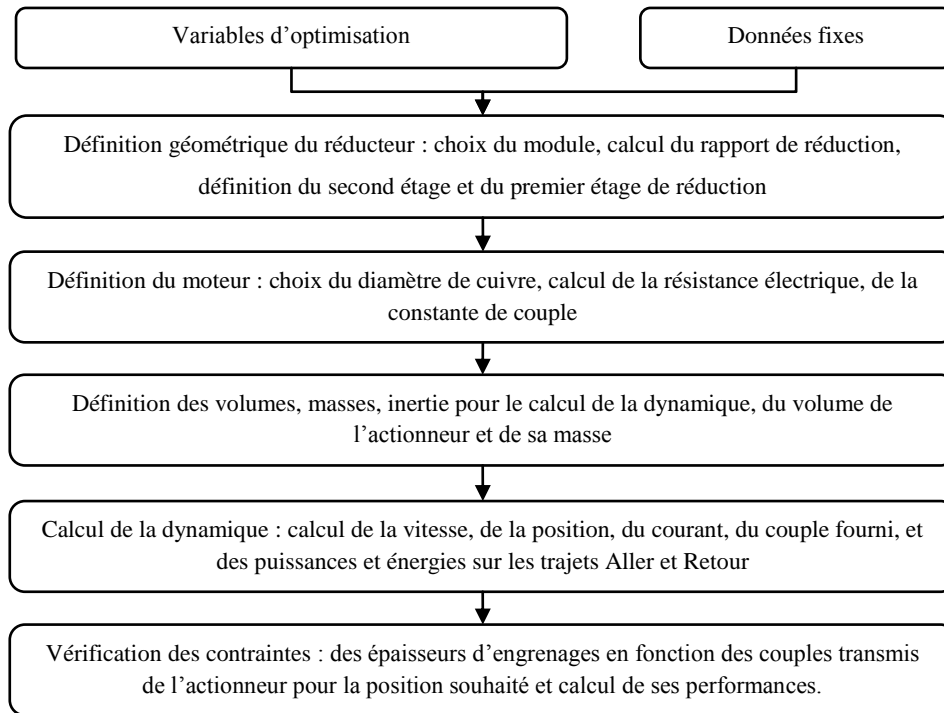 Variables d’optimisation
Données fixes
Définition géométrique du réducteur : choix du module, calcul du rapport de réduction,
définition du second étage et du premier étage de réduction
Définition du moteur : choix du diamètre de cuivre, calcul de la résistance électrique, de la
constante de couple
Définition des volumes, masses, inertie pour le calcul de la dynamique, du volume de
l’actionneur et de sa masse
Calcul de la dynamique : calcul de la vitesse, de la position, du courant, du couple fourni, et
des puissances et énergies sur les trajets Aller et Retour
Vérification des contraintes : des épaisseurs d’engrenages en fonction des couples transmis
de l’actionneur pour la position souhaité et calcul de ses performances.